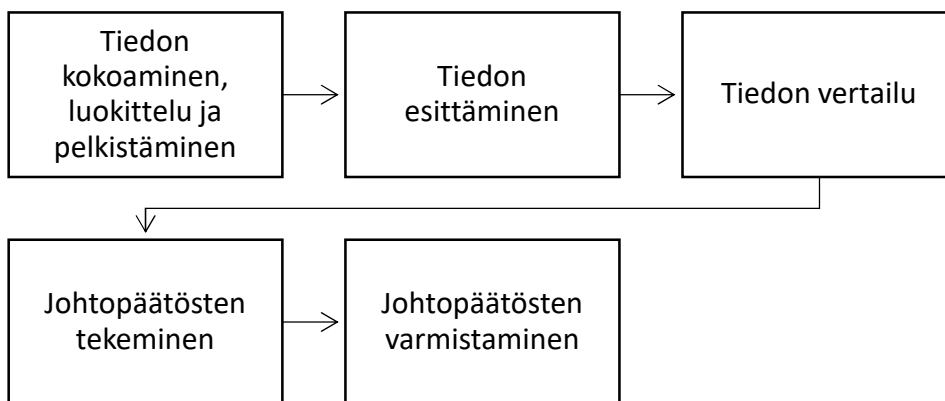 Tiedon
kokoaminen,
luokittelu ja
pelkistäminen
Tiedon
esittäminen
Tiedon vertailu
Johtopäätösten
tekeminen
Johtopäätösten
varmistaminen